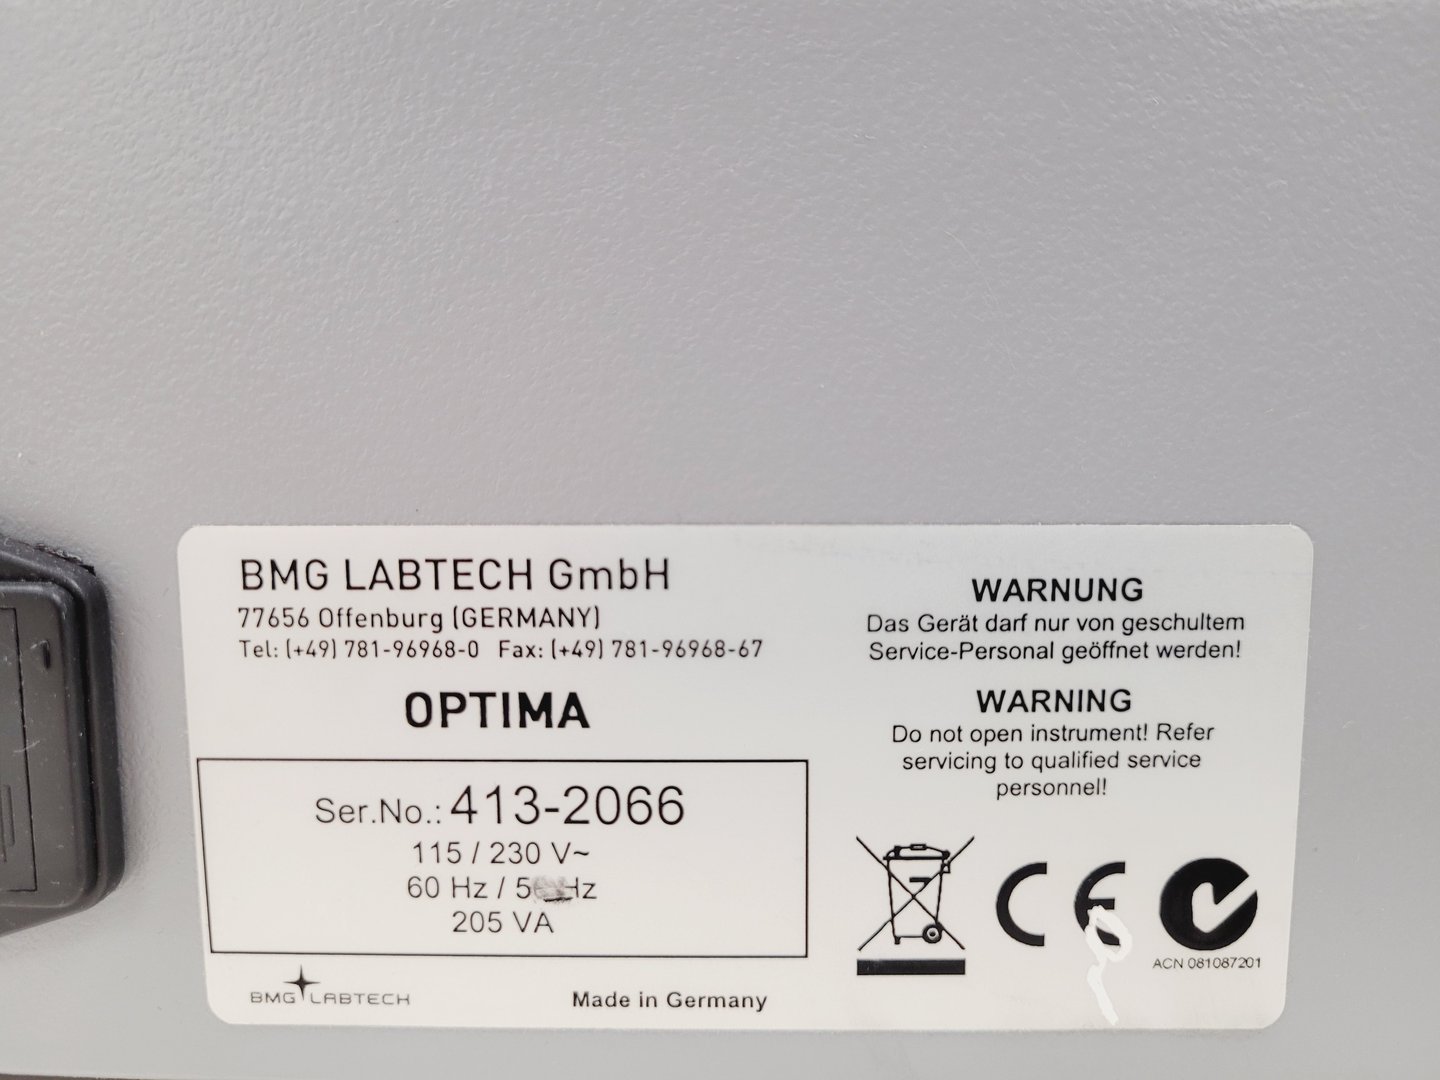 BMG LABTECH GmbH
77656 Offenburg (GERMANY)
Tel: (+49) 781-96968-0 Fax: (+49) 781-96968-67
OPTIMA
Ser.No.: 413-2066
115 / 230 V~
60 Hz / Hz
205 VA
BMG LABTECH
Made in Germany
WARNUNG
Das Gerät darf nur von geschultem
Service-Personal geöffnet werden!
WARNING
Do not open instrument! Refer
servicing to qualified service
personnel!
CE
ACN 081087201